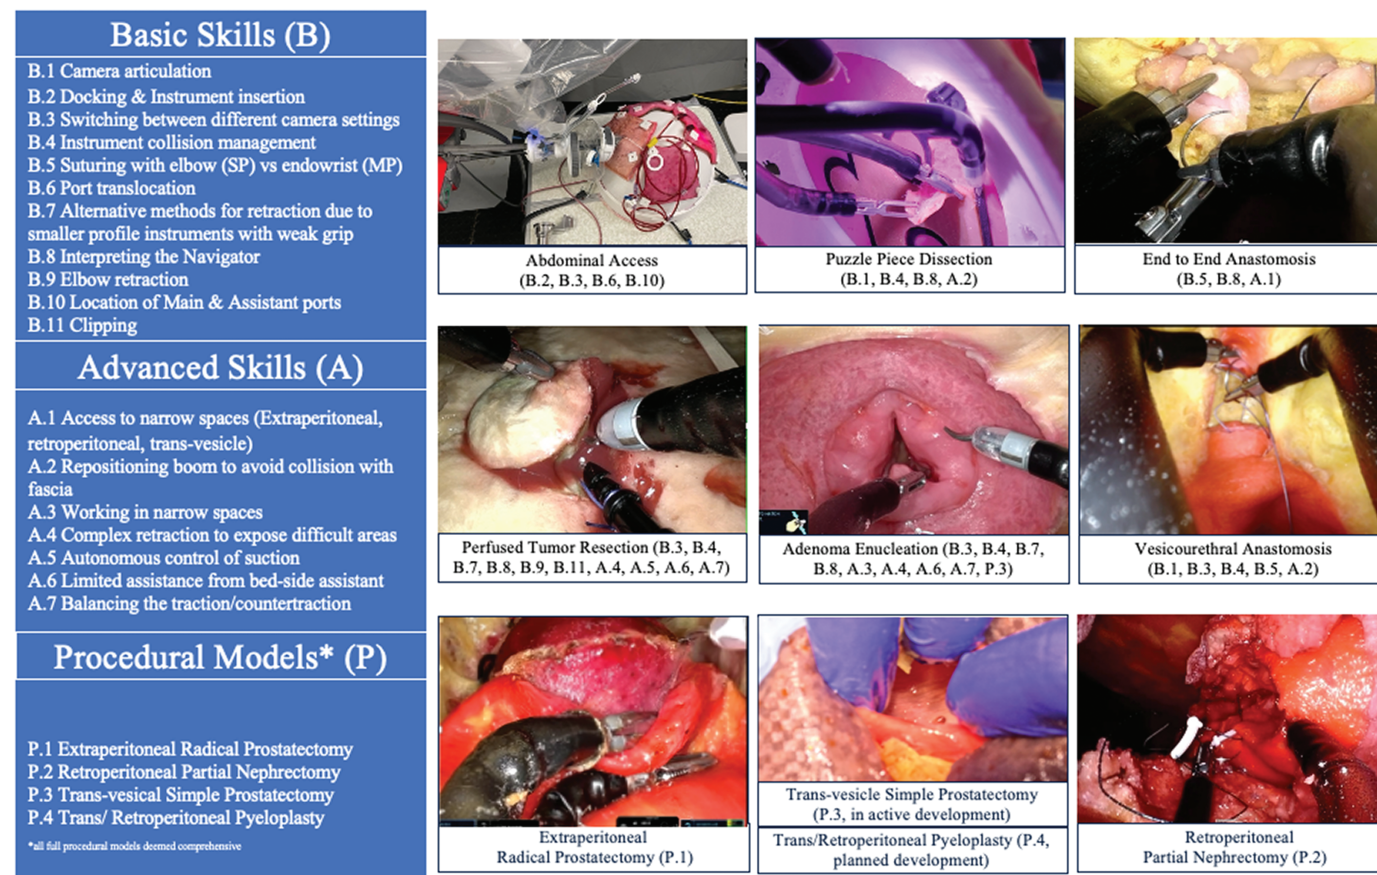 Basic Skills (B)
B.1 Camera articulation
B.2 Docking & Instrument insertion
B.3 Switching between different camera settings
B.4 Instrument collision management
B.5 Suturing with elbow (SP) vs endowrist (MP)
B.6 Port translocation
B.7 Alternative methods for retraction due to
smaller profile instruments with weak grip
B.8 Interpreting the Navigator
B.9 Elbow retraction
B.10 Location of Main & Assistant ports
B.11 Clipping
Advanced Skills (A)
A.1 Access to narrow spaces (Extraperitoneal,
retroperitoneal, trans-vesicle)
A.2 Repositioning boom to avoid collision with
fascia
A.3 Working in narrow spaces
A.4 Complex retraction to expose difficult areas
A.5 Autonomous control of suction
A.6 Limited assistance from bed-side assistant
A.7 Balancing the traction/countertraction
Procedural Models* (P)
P.1 Extraperitoneal Radical Prostatectomy
P.2 Retroperitoneal Partial Nephrectomy
P.3 Trans-vesical Simple Prostatectomy
P.4 Trans/ Retroperitoneal Pyeloplasty
*all full procedural models deemed comprehensive
Abdominal Access
(B.2, B.3, B.6, B.10)
Puzzle Piece Dissection
(B.1, B.4, B.8, A.2)
End to End Anastomosis
(B.5, B.8, A.1)
Perfused Tumor Resection (B.3, B.4,
B.7, B.8, B.9, B.11, A.4, A.5, A.6, A.7)
Adenoma Enucleation (B.3, B.4, B.7,
B.8, A.3, A.4, A.6, A.7, P.3)
Vesicourethral Anastomosis
(B.1, B.3, B.4, B.5, A.2)
Extraperitoneal
Radical Prostatectomy (P.1)
Trans-vesicle Simple Prostatectomy
(P.3, in active development)
Trans/Retroperitoneal Pyeloplasty (P.4,
planned development)
Retroperitoneal
Partial Nephrectomy (P.2)